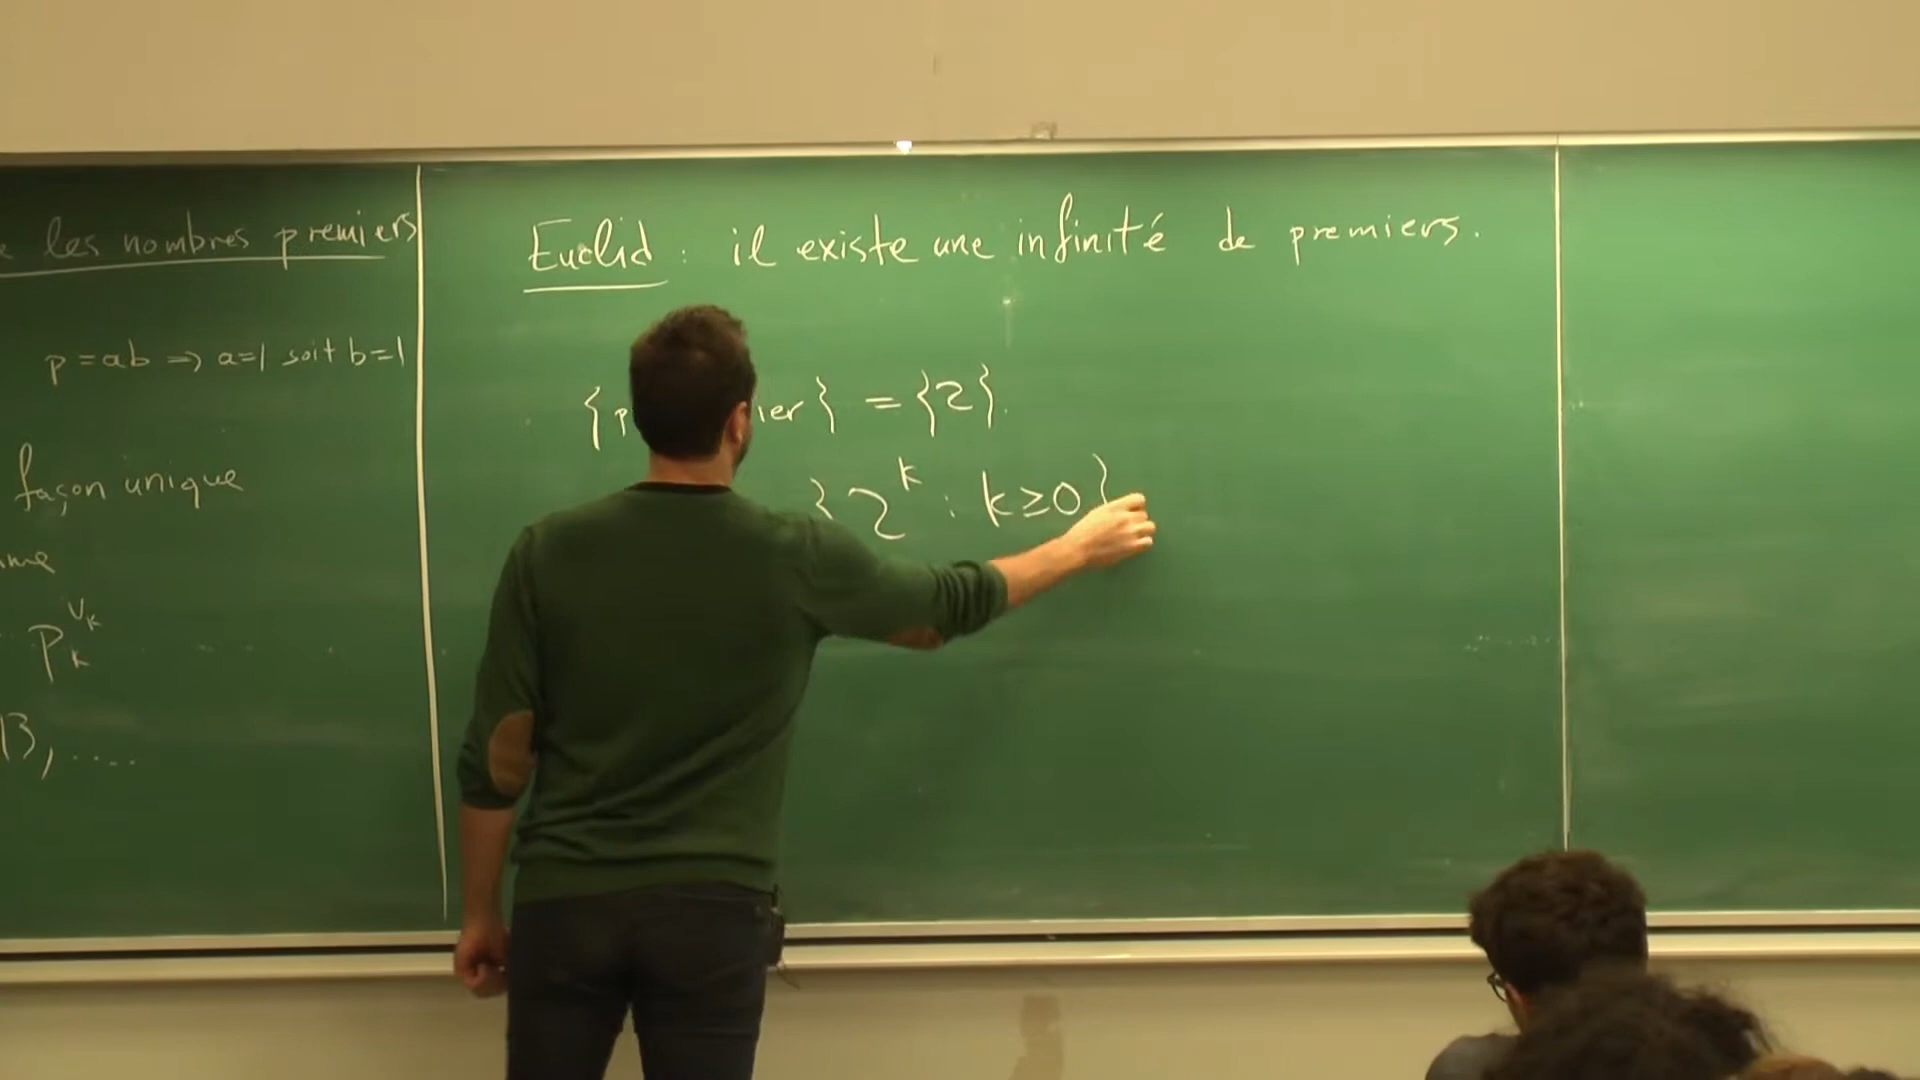 les nombres premiers
p = ab => a=1 soit b=1
façon unique
P_k^{v_k}
13, .....
Euclid : il existe une infinité de premiers.
{p ier} = {2}.
{2^k : k≥0}